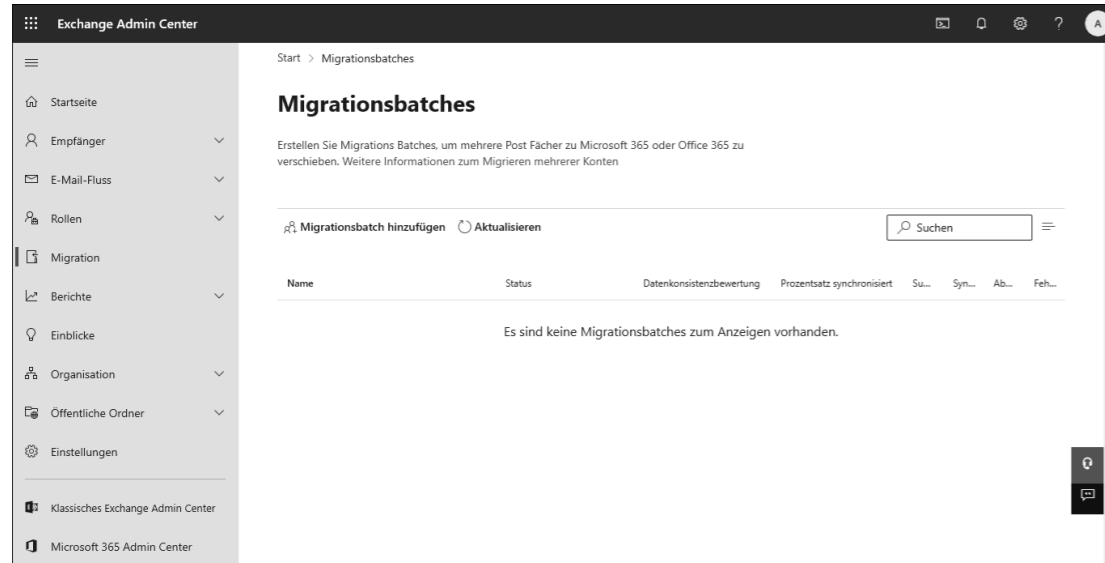 Exchange Admin Center
?
A
Start > Migrationsbatches
Startseite
Empfänger
E-Mail-Fluss
Rollen
Migration
Berichte
Einblicke
Organisation
Öffentliche Ordner
Einstellungen
Klassisches Exchange Admin Center
Microsoft 365 Admin Center
Migrationsbatches
Erstellen Sie Migrations Batches, um mehrere Post Fächer zu Microsoft 365 oder Office 365 zu
verschieben. Weitere Informationen zum Migrieren mehrerer Konten
Migrationsbatch hinzufügen Aktualisieren Suchen
Name Status Datenkonsistenzbewertung Prozentsatz synchronisiert Su... Syn... Ab... Feh...
Es sind keine Migrationsbatches zum Anzeigen vorhanden.